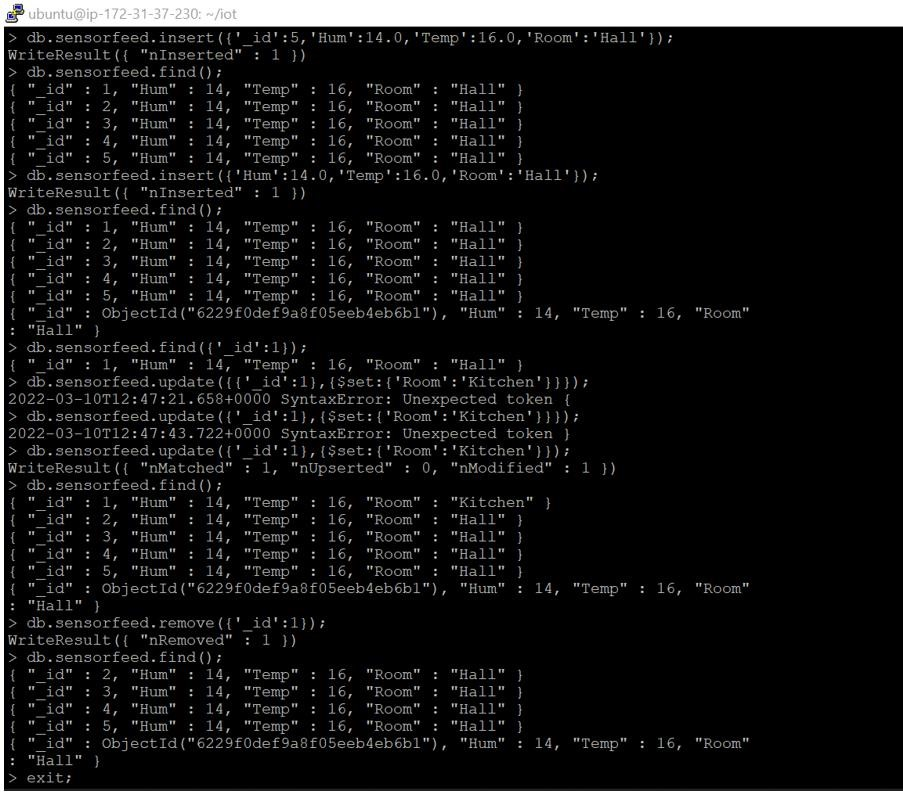 ubuntu@ip-172-31-37-230: ~/iot
> db.sensorfeed.insert({'_id':5,'Hum':14.0,'Temp':16.0,'Room':'Hall'});
WriteResult({ "nInserted" : 1 })
> db.sensorfeed.find();
{ "_id" : 1, "Hum" : 14, "Temp" : 16, "Room" : "Hall" }
{ "_id" : 2, "Hum" : 14, "Temp" : 16, "Room" : "Hall" }
{ "_id" : 3, "Hum" : 14, "Temp" : 16, "Room" : "Hall" }
{ "_id" : 4, "Hum" : 14, "Temp" : 16, "Room" : "Hall" }
{ "_id" : 5, "Hum" : 14, "Temp" : 16, "Room" : "Hall" }
> db.sensorfeed.insert({'Hum':14.0,'Temp':16.0,'Room':'Hall'});
WriteResult({ "nInserted" : 1 })
> db.sensorfeed.find();
{ "_id" : 1, "Hum" : 14, "Temp" : 16, "Room" : "Hall" }
{ "_id" : 2, "Hum" : 14, "Temp" : 16, "Room" : "Hall" }
{ "_id" : 3, "Hum" : 14, "Temp" : 16, "Room" : "Hall" }
{ "_id" : 4, "Hum" : 14, "Temp" : 16, "Room" : "Hall" }
{ "_id" : 5, "Hum" : 14, "Temp" : 16, "Room" : "Hall" }
{ "_id" : ObjectId("6229f0def9a8f05eeb4eb6b1"), "Hum" : 14, "Temp" : 16, "Room"
: "Hall" }
> db.sensorfeed.find({'_id':1});
{ "_id" : 1, "Hum" : 14, "Temp" : 16, "Room" : "Hall" }
> db.sensorfeed.update({{'_id':1},{$set:{'Room':'Kitchen'}}});
2022-03-10T12:47:21.658+0000 SyntaxError: Unexpected token {
> db.sensorfeed.update({'_id':1},{$set:{'Room':'Kitchen'}}});
2022-03-10T12:47:43.722+0000 SyntaxError: Unexpected token }
> db.sensorfeed.update({'_id':1},{$set:{'Room':'Kitchen'}});
WriteResult({ "nMatched" : 1, "nUpserted" : 0, "nModified" : 1 })
> db.sensorfeed.find();
{ "_id" : 1, "Hum" : 14, "Temp" : 16, "Room" : "Kitchen" }
{ "_id" : 2, "Hum" : 14, "Temp" : 16, "Room" : "Hall" }
{ "_id" : 3, "Hum" : 14, "Temp" : 16, "Room" : "Hall" }
{ "_id" : 4, "Hum" : 14, "Temp" : 16, "Room" : "Hall" }
{ "_id" : 5, "Hum" : 14, "Temp" : 16, "Room" : "Hall" }
{ "_id" : ObjectId("6229f0def9a8f05eeb4eb6b1"), "Hum" : 14, "Temp" : 16, "Room"
: "Hall" }
> db.sensorfeed.remove({'_id':1});
WriteResult({ "nRemoved" : 1 })
> db.sensorfeed.find();
{ "_id" : 2, "Hum" : 14, "Temp" : 16, "Room" : "Hall" }
{ "_id" : 3, "Hum" : 14, "Temp" : 16, "Room" : "Hall" }
{ "_id" : 4, "Hum" : 14, "Temp" : 16, "Room" : "Hall" }
{ "_id" : 5, "Hum" : 14, "Temp" : 16, "Room" : "Hall" }
{ "_id" : ObjectId("6229f0def9a8f05eeb4eb6b1"), "Hum" : 14, "Temp" : 16, "Room"
: "Hall" }
> exit;